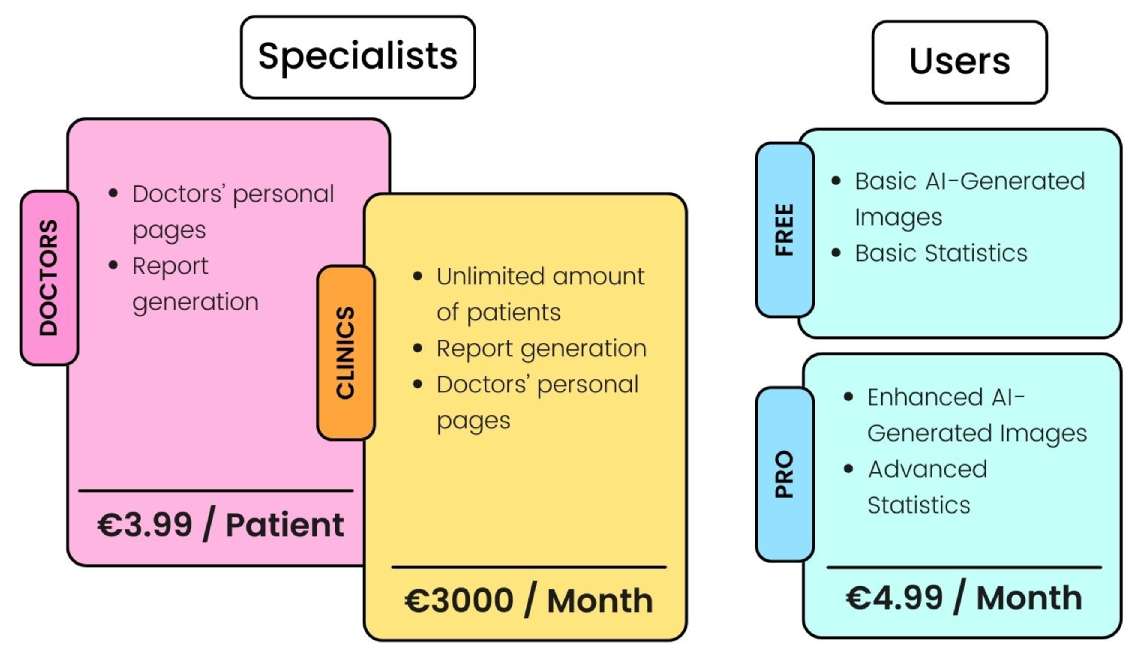 Specialists
DOCTORS
• Doctors’ personal
pages
• Report
generation
€3.99 / Patient
CLINICS
• Unlimited amount
of patients
• Report generation
• Doctors’ personal
pages
€3000 / Month
Users
FREE
• Basic AI-Generated
Images
• Basic Statistics
PRO
• Enhanced AI-
Generated Images
• Advanced
Statistics
€4.99 / Month